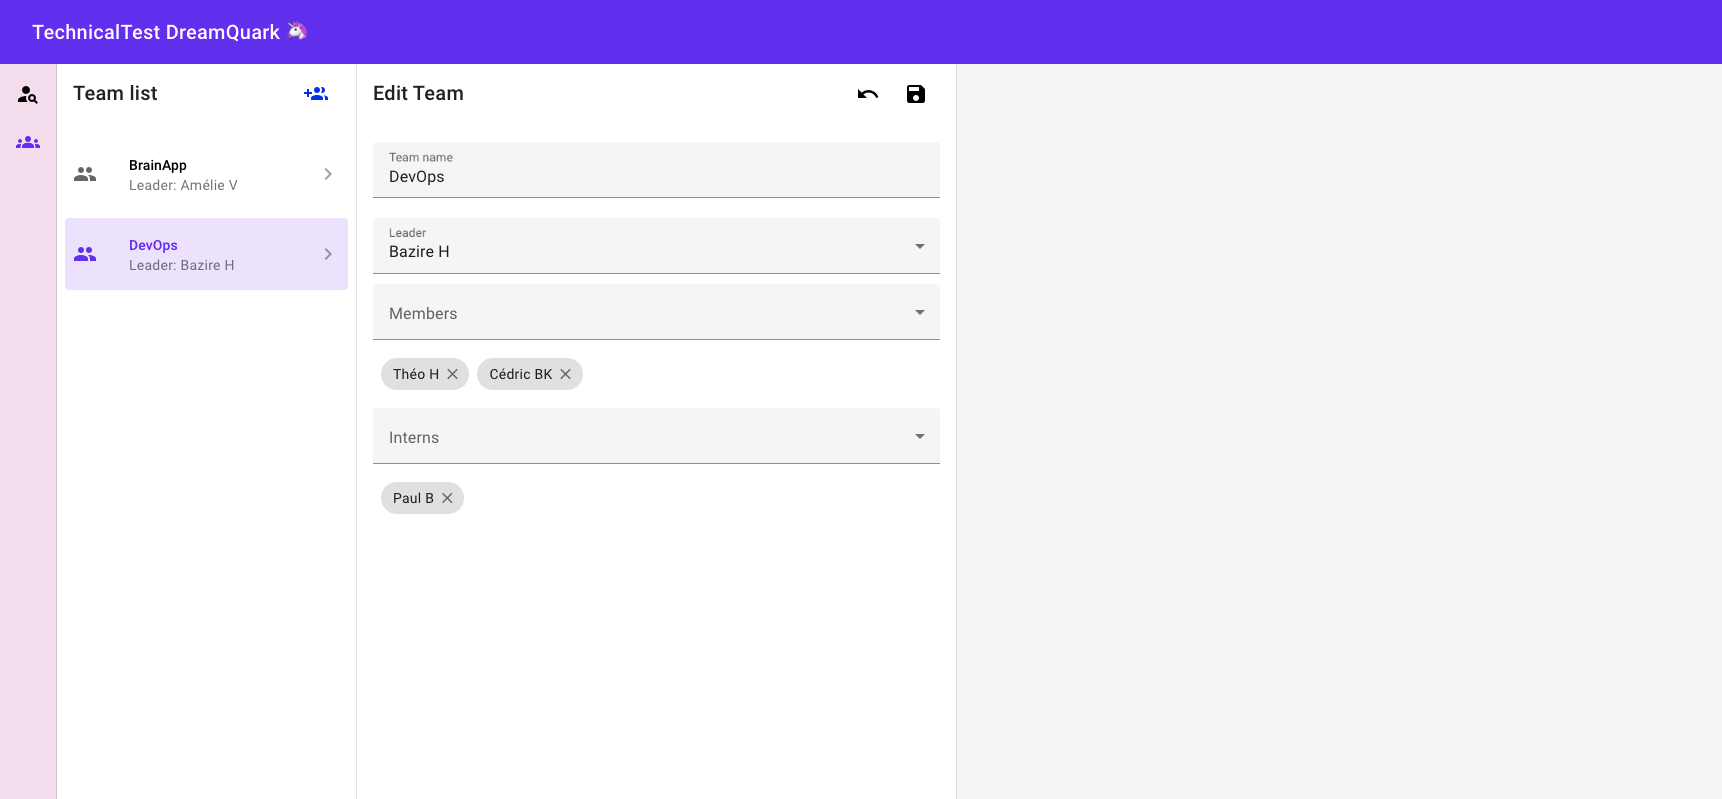 TechnicalTest DreamQuark 🦄
Team list
BrainApp
Leader: Amélie V
DevOps
Leader: Bazire H
Edit Team
Team name
DevOps
Leader
Bazire H
Members
Théo H
Cédric BK
Interns
Paul B